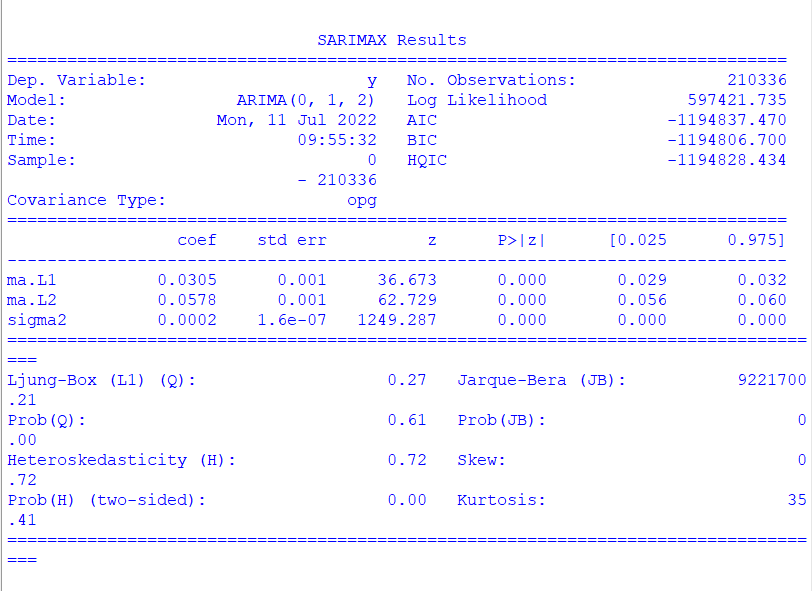 SARIMAX Results
==============================================================================
Dep. Variable:                      y   No. Observations:               210336
Model:                 ARIMA(0, 1, 2)   Log Likelihood              597421.735
Date:                Mon, 11 Jul 2022   AIC                       -1194837.470
Time:                        09:55:32   BIC                       -1194806.700
Sample:                             0   HQIC                      -1194828.434
- 210336
Covariance Type:                  opg
==============================================================================
coef    std err          z      P>|z|      [0.025      0.975]
------------------------------------------------------------------------------
ma.L1          0.0305      0.001     36.673      0.000       0.029       0.032
ma.L2          0.0578      0.001     62.729      0.000       0.056       0.060
sigma2         0.0002    1.6e-07   1249.287      0.000       0.000       0.000
================================================================================
===
Ljung-Box (L1) (Q):                   0.27   Jarque-Bera (JB):           9221700
.21
Prob(Q):                              0.61   Prob(JB):                         0
.00
Heteroskedasticity (H):               0.72   Skew:                             0
.72
Prob(H) (two-sided):                  0.00   Kurtosis:                        35
.41
================================================================================
===